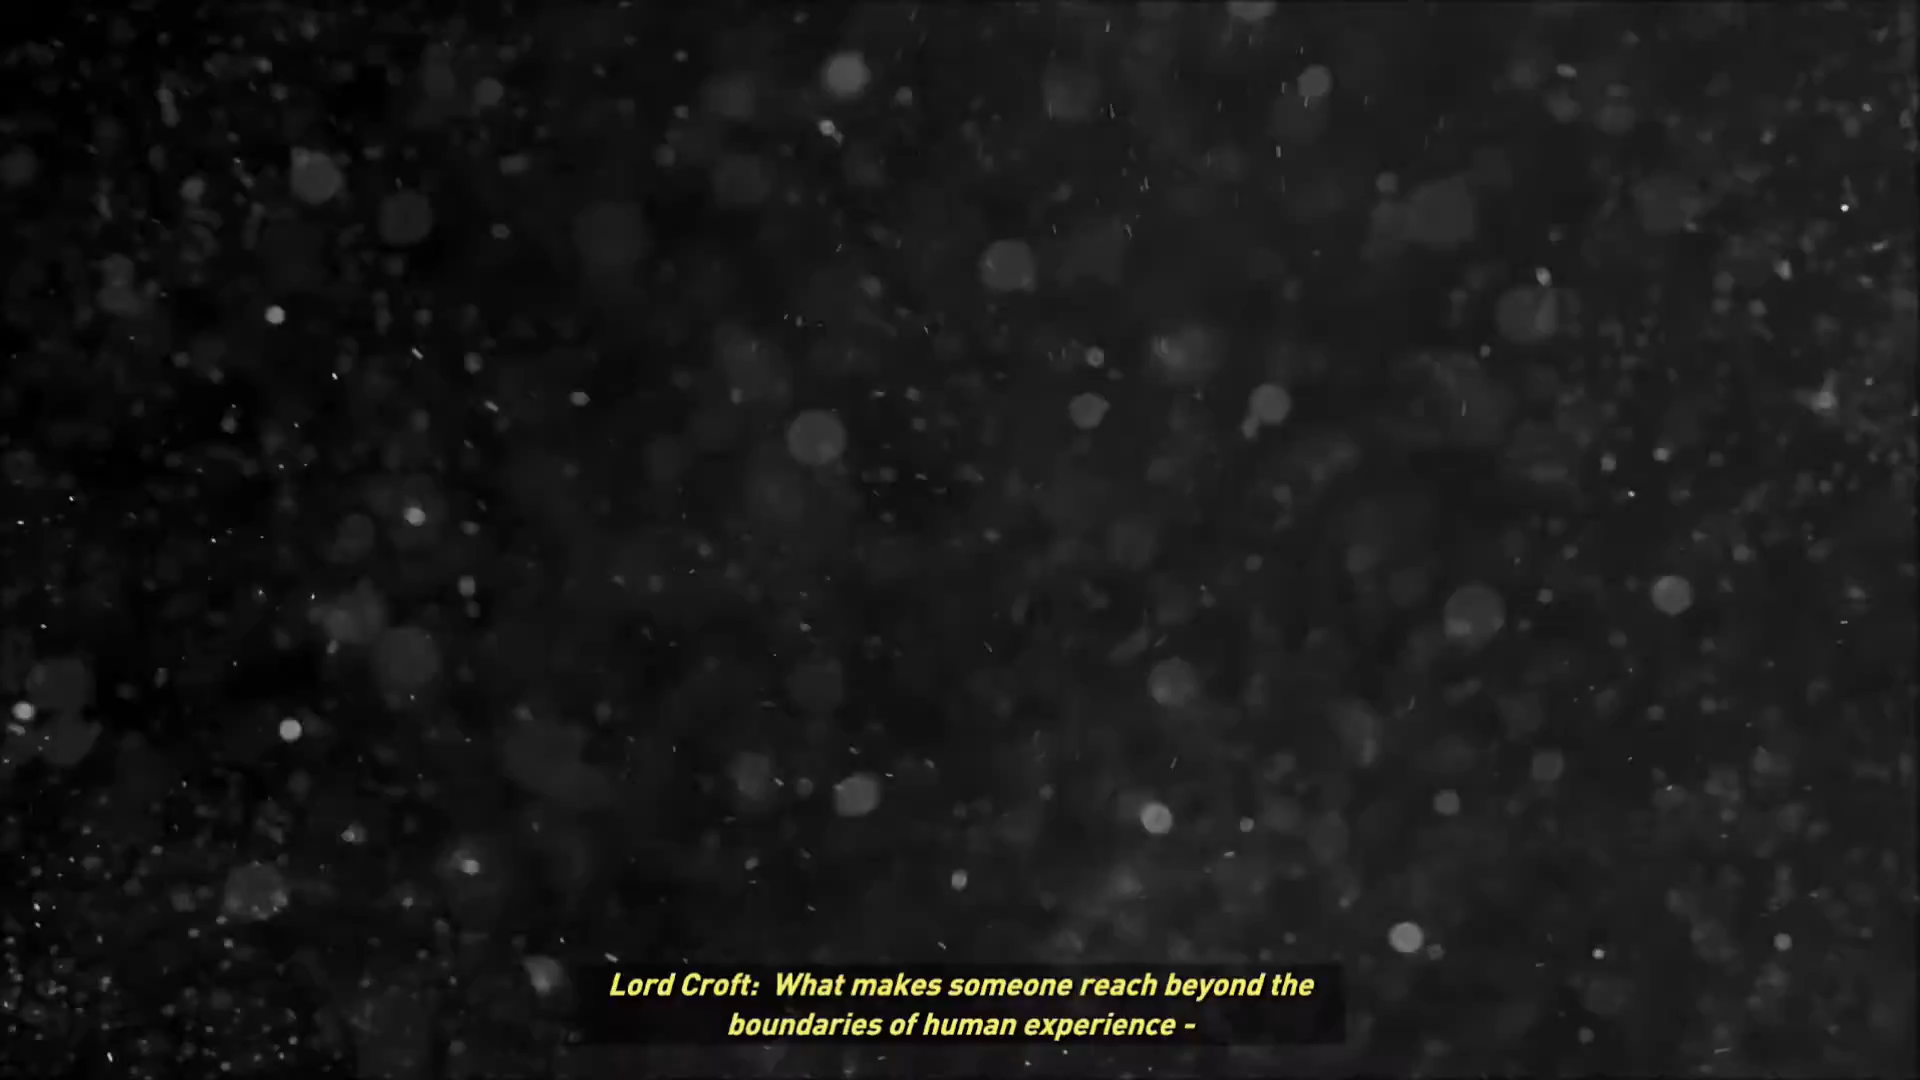 Lord Croft: What makes someone reach beyond the
boundaries of human experience -